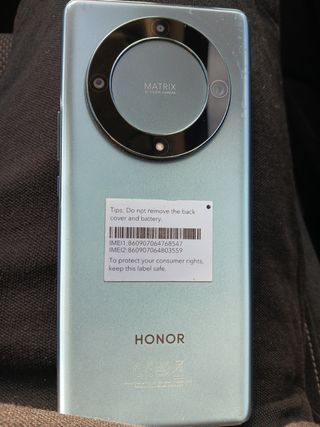 MATRIX
Tips: Do not remove the back
cover and battery.
IMEI1:860907064768547
IMEI2:860907064803559
To protect your consumer rights,
keep this label safe.
HONOR